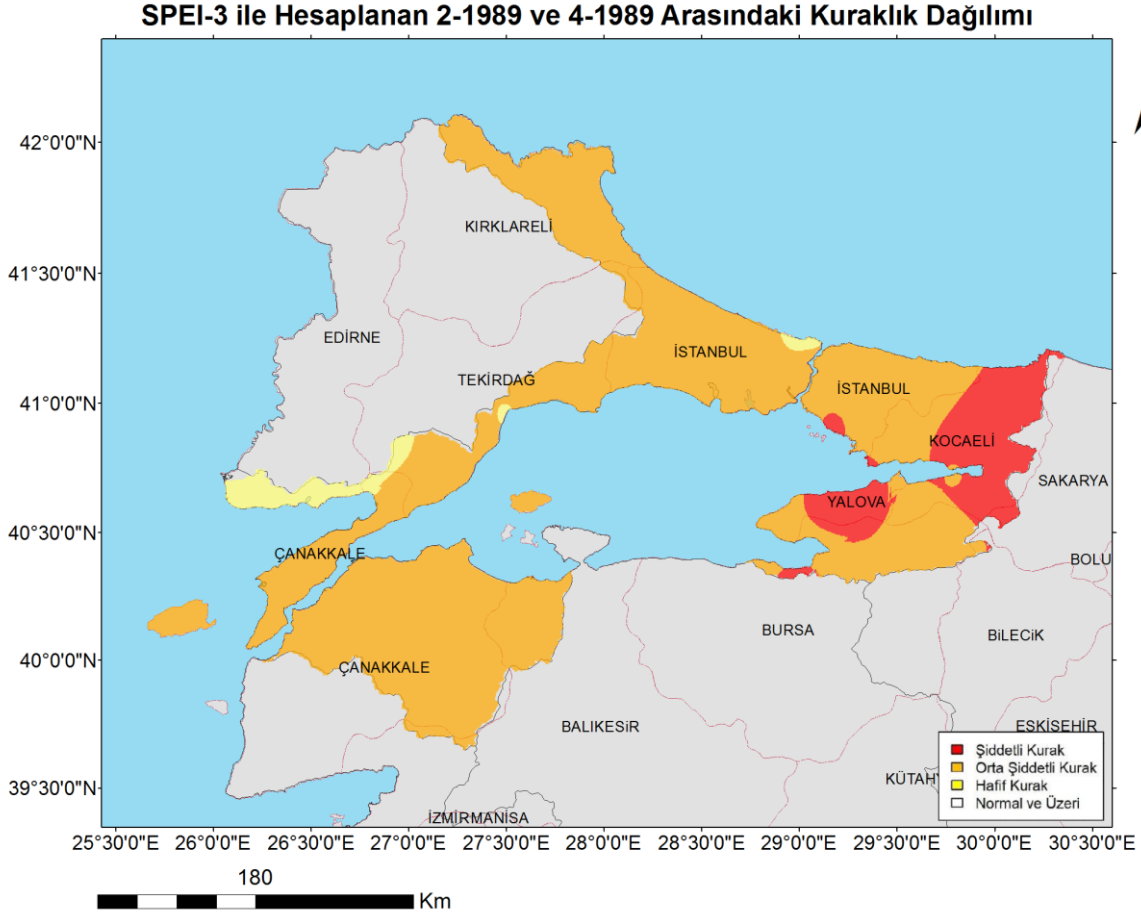 SPEI-3 ile Hesaplanan 2-1989 ve 4-1989 Arasındaki Kuraklık Dağılımı
42°0'0"N
KIRKLARELİ
41°30'0"N
EDİRNE
İSTANBUL
TEKİRDAĞ
İSTANBUL
41°0'0"N
KOCAELİ
SAKARYA
YALOVA
40°30'0"N
ÇANAKKALE
BOLU
BURSA
BİLECİK
40°0'0"N
ÇANAKKALE
BALIKESİR
ESKİSEHİR
Şiddetli Kurak
Orta Şiddetli Kurak
Hafif Kurak
Normal ve Üzeri
KÜTAHY
39°30'0"N
İZMİRMANİSA
25°30'0"E 26°0'0"E 26°30'0"E 27°0'0"E 27°30'0"E 28°0'0"E 28°30'0"E 29°0'0"E 29°30'0"E 30°0'0"E 30°30'0"E
180
Km